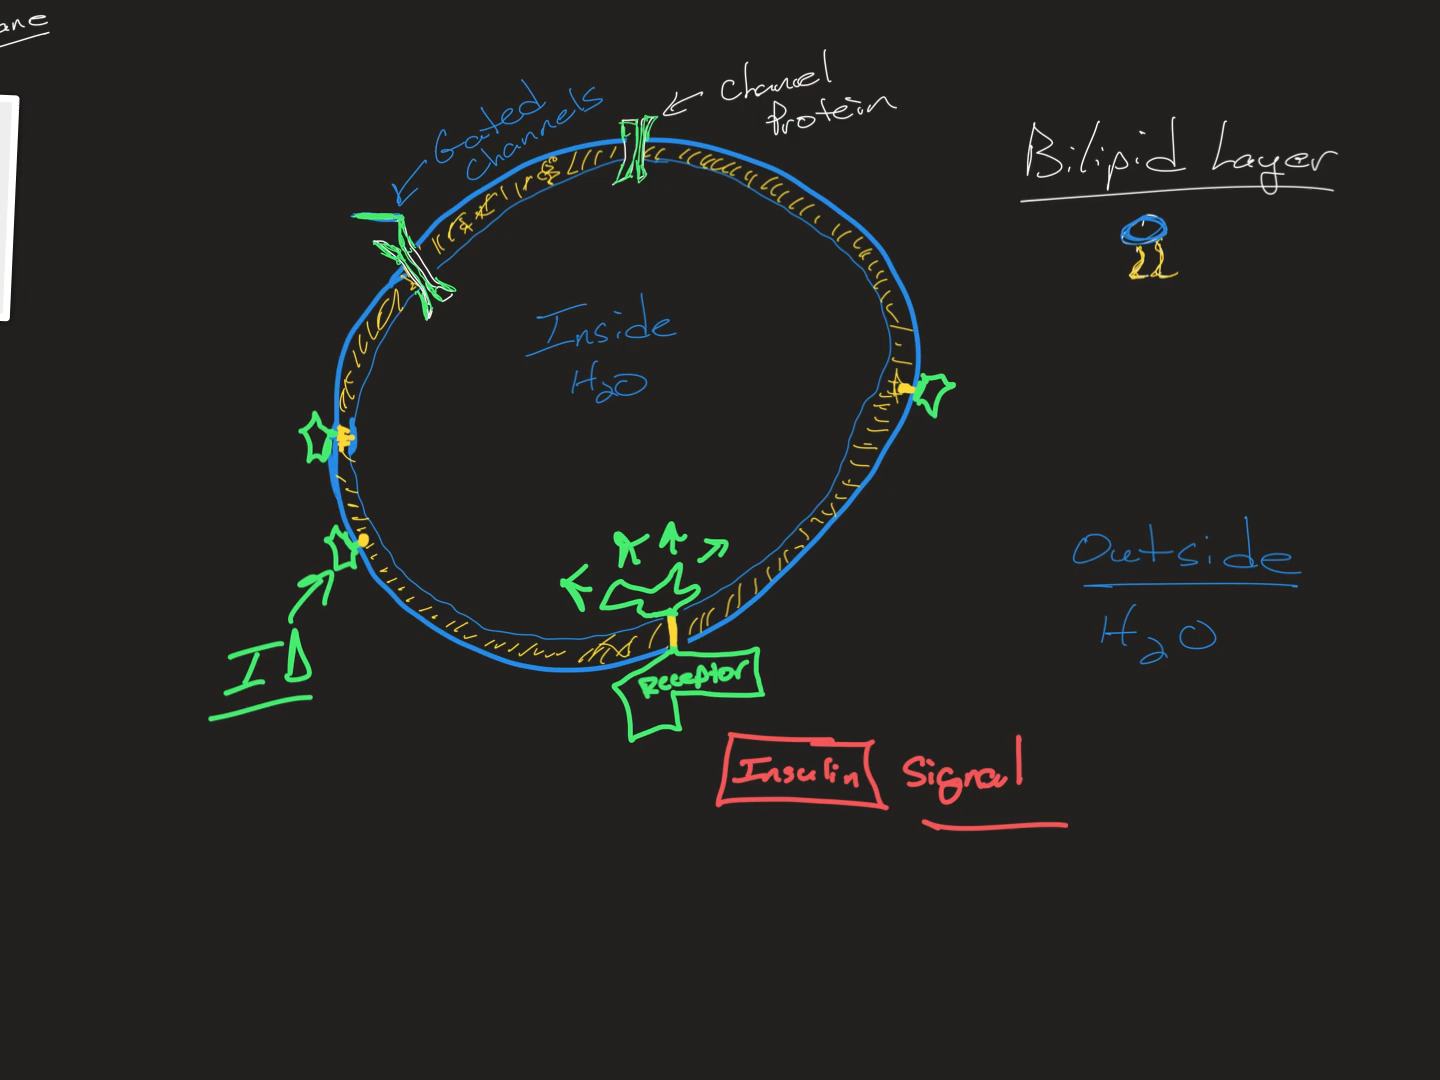 Channel
Protein
Gated
Channels
Bilipid Layer
Inside
H2O
Outside
H2O
ID
Receptor
Insulin Signal